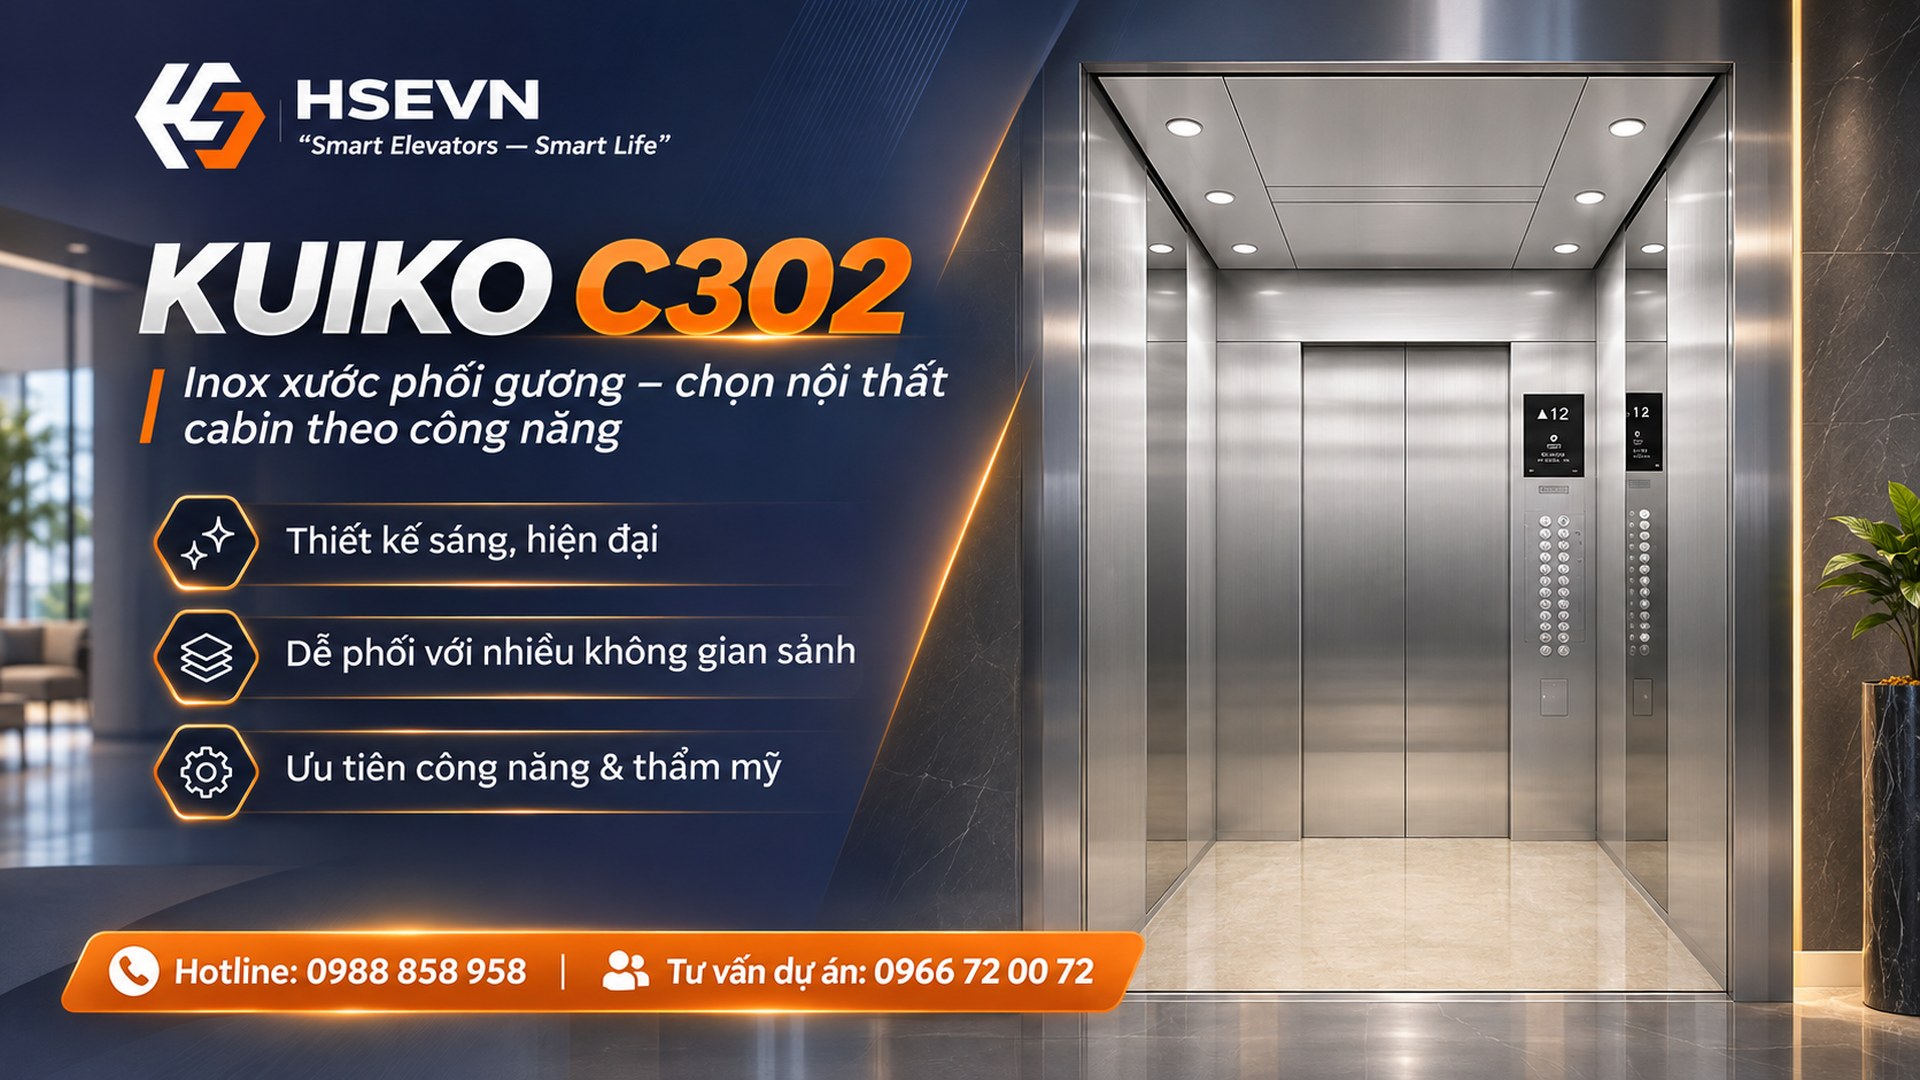 HSEVN
“Smart Elevators — Smart Life”
KUIKO C302
Inox xước phối gương – chọn nội thất
cabin theo công năng
Thiết kế sáng, hiện đại
Dễ phối với nhiều không gian sảnh
Ưu tiên công năng & thẩm mỹ
Hotline: 0988 858 958 | Tư vấn dự án: 0966 72 00 72
▲12
12